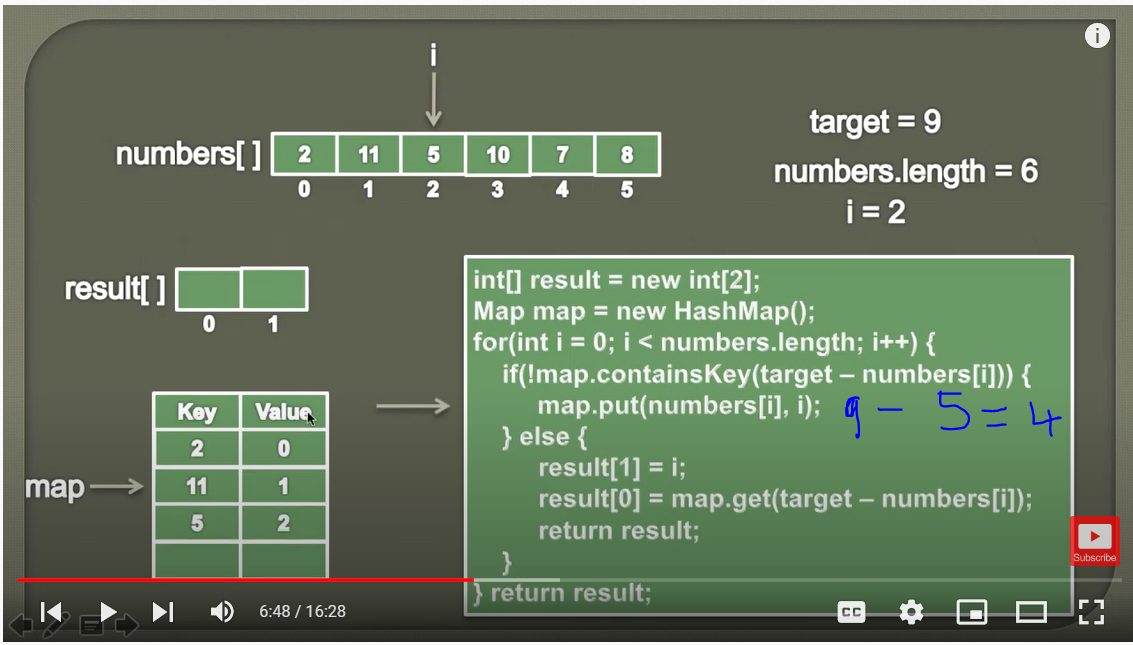 i
numbers[ ] 2 11 5 10 7 8
0 1 2 3 4 5
target = 9
numbers.length = 6
i = 2
result[ ]
0 1
map
Key Value
2 0
11 1
5 2
int[] result = new int[2];
Map map = new HashMap();
for(int i = 0; i < numbers.length; i++) {
if(!map.containsKey(target – numbers[i])) {
map.put(numbers[i], i);
9 – 5 = 4
} else {
result[1] = i;
result[0] = map.get(target – numbers[i]);
return result;
}
} return result;
Subscribe
6:48 / 16:28
CC